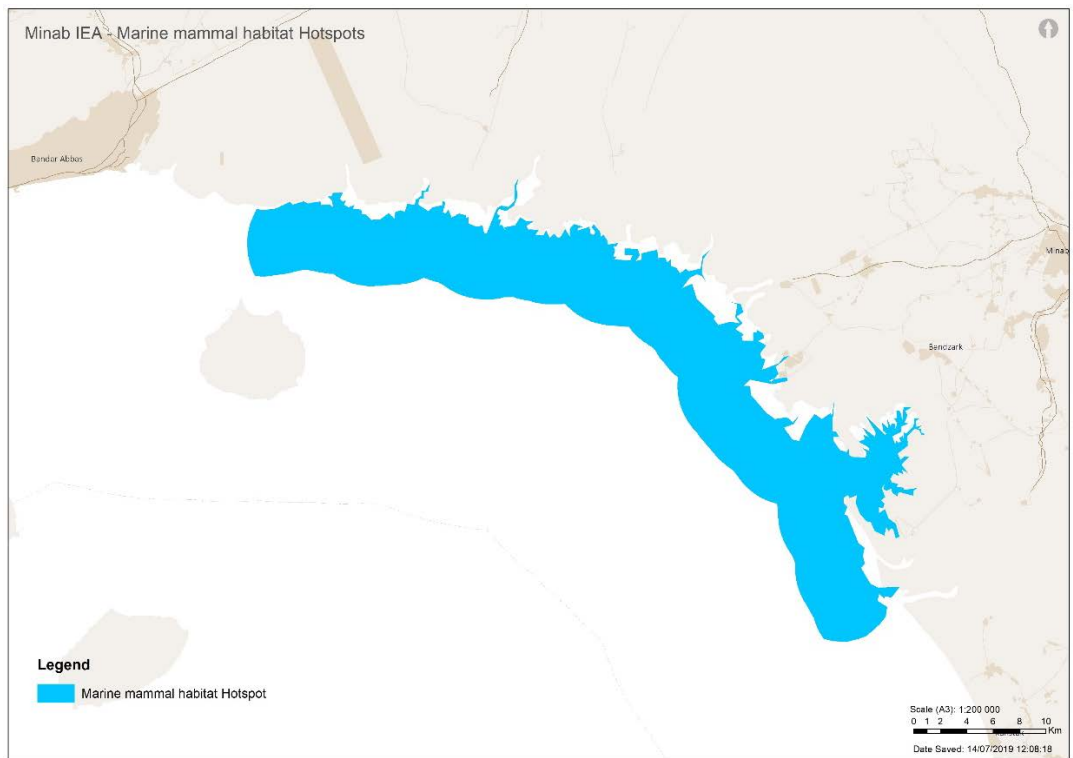 Minab IEA - Marine mammal habitat Hotspots
Bandar Abbas
Minab
Bandzark
Legend
Marine mammal habitat Hotspot
Scale (A3): 1:200 000
0 1 2 4 6 8 10
Km
Date Saved: 14/07/2019 12:08:18